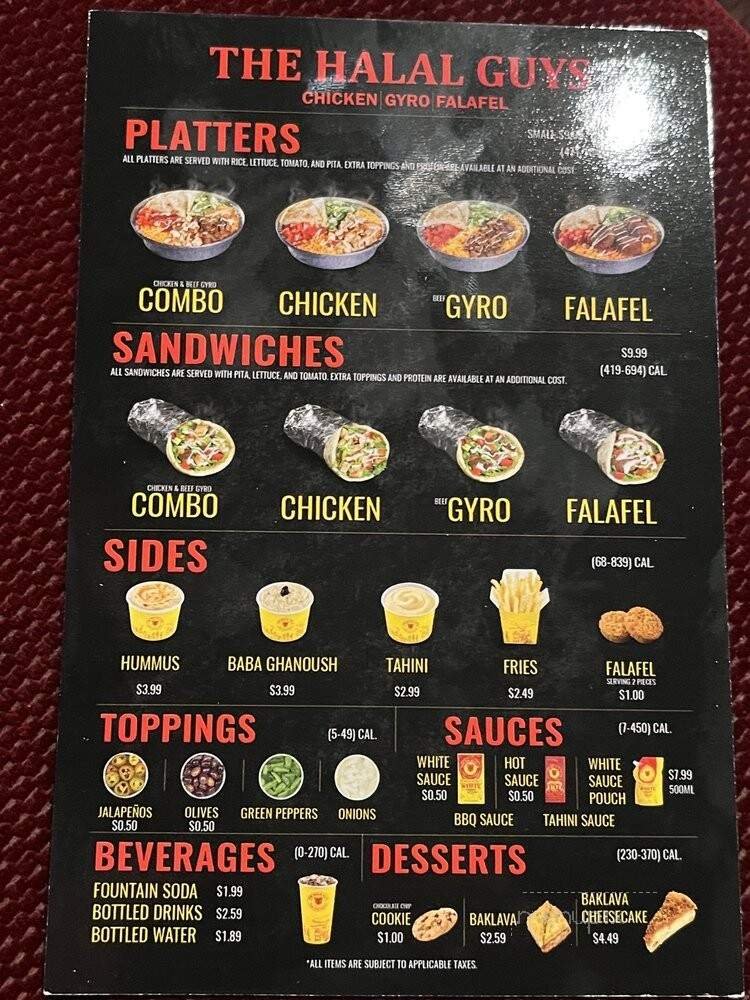 THE HALAL GUYS
CHICKEN | GYRO FALAFEL
PLATTERS
SMALL
ALL PLATTERS ARE SERVED WITH RICE, LETTUCE, TOMATO, AND PITA. EXTRA TOPPINGS AND PROTEIN ARE AVAILABLE AT AN ADDITIONAL COST.
CHICKEN & BEEF GYRO
COMBO
CHICKEN
BEEF GYRO
FALAFEL
SANDWICHES
$9.99
(419-694) CAL.
ALL SANDWICHES ARE SERVED WITH PITA, LETTUCE, AND TOMATO. EXTRA TOPPINGS AND PROTEIN ARE AVAILABLE AT AN ADDITIONAL COST.
CHICKEN & BEEF GYRO
COMBO
CHICKEN
BEEF GYRO
FALAFEL
SIDES
(68-839) CAL.
HUMMUS
$3.99
BABA GHANOUSH
$3.99
TAHINI
$2.99
FRIES
$2.49
FALAFEL
SERVING 2 PIECES
$1.00
TOPPINGS
(5-49) CAL.
JALAPEÑOS
$0.50
OLIVES
$0.50
GREEN PEPPERS
ONIONS
SAUCES
(7-450) CAL.
WHITE
SAUCE
$0.50
HOT
SAUCE
$0.50
WHITE
SAUCE
POUCH
$7.99
500ML
BBQ SAUCE
TAHINI SAUCE
BEVERAGES
(0-270) CAL.
FOUNTAIN SODA $1.99
BOTTLED DRINKS $2.59
BOTTLED WATER $1.89
DESSERTS
(230-370) CAL.
CHOCOLATE CHIP
COOKIE
$1.00
BAKLAVA
$2.59
BAKLAVA
CHEESECAKE
$4.49
*ALL ITEMS ARE SUBJECT TO APPLICABLE TAXES.